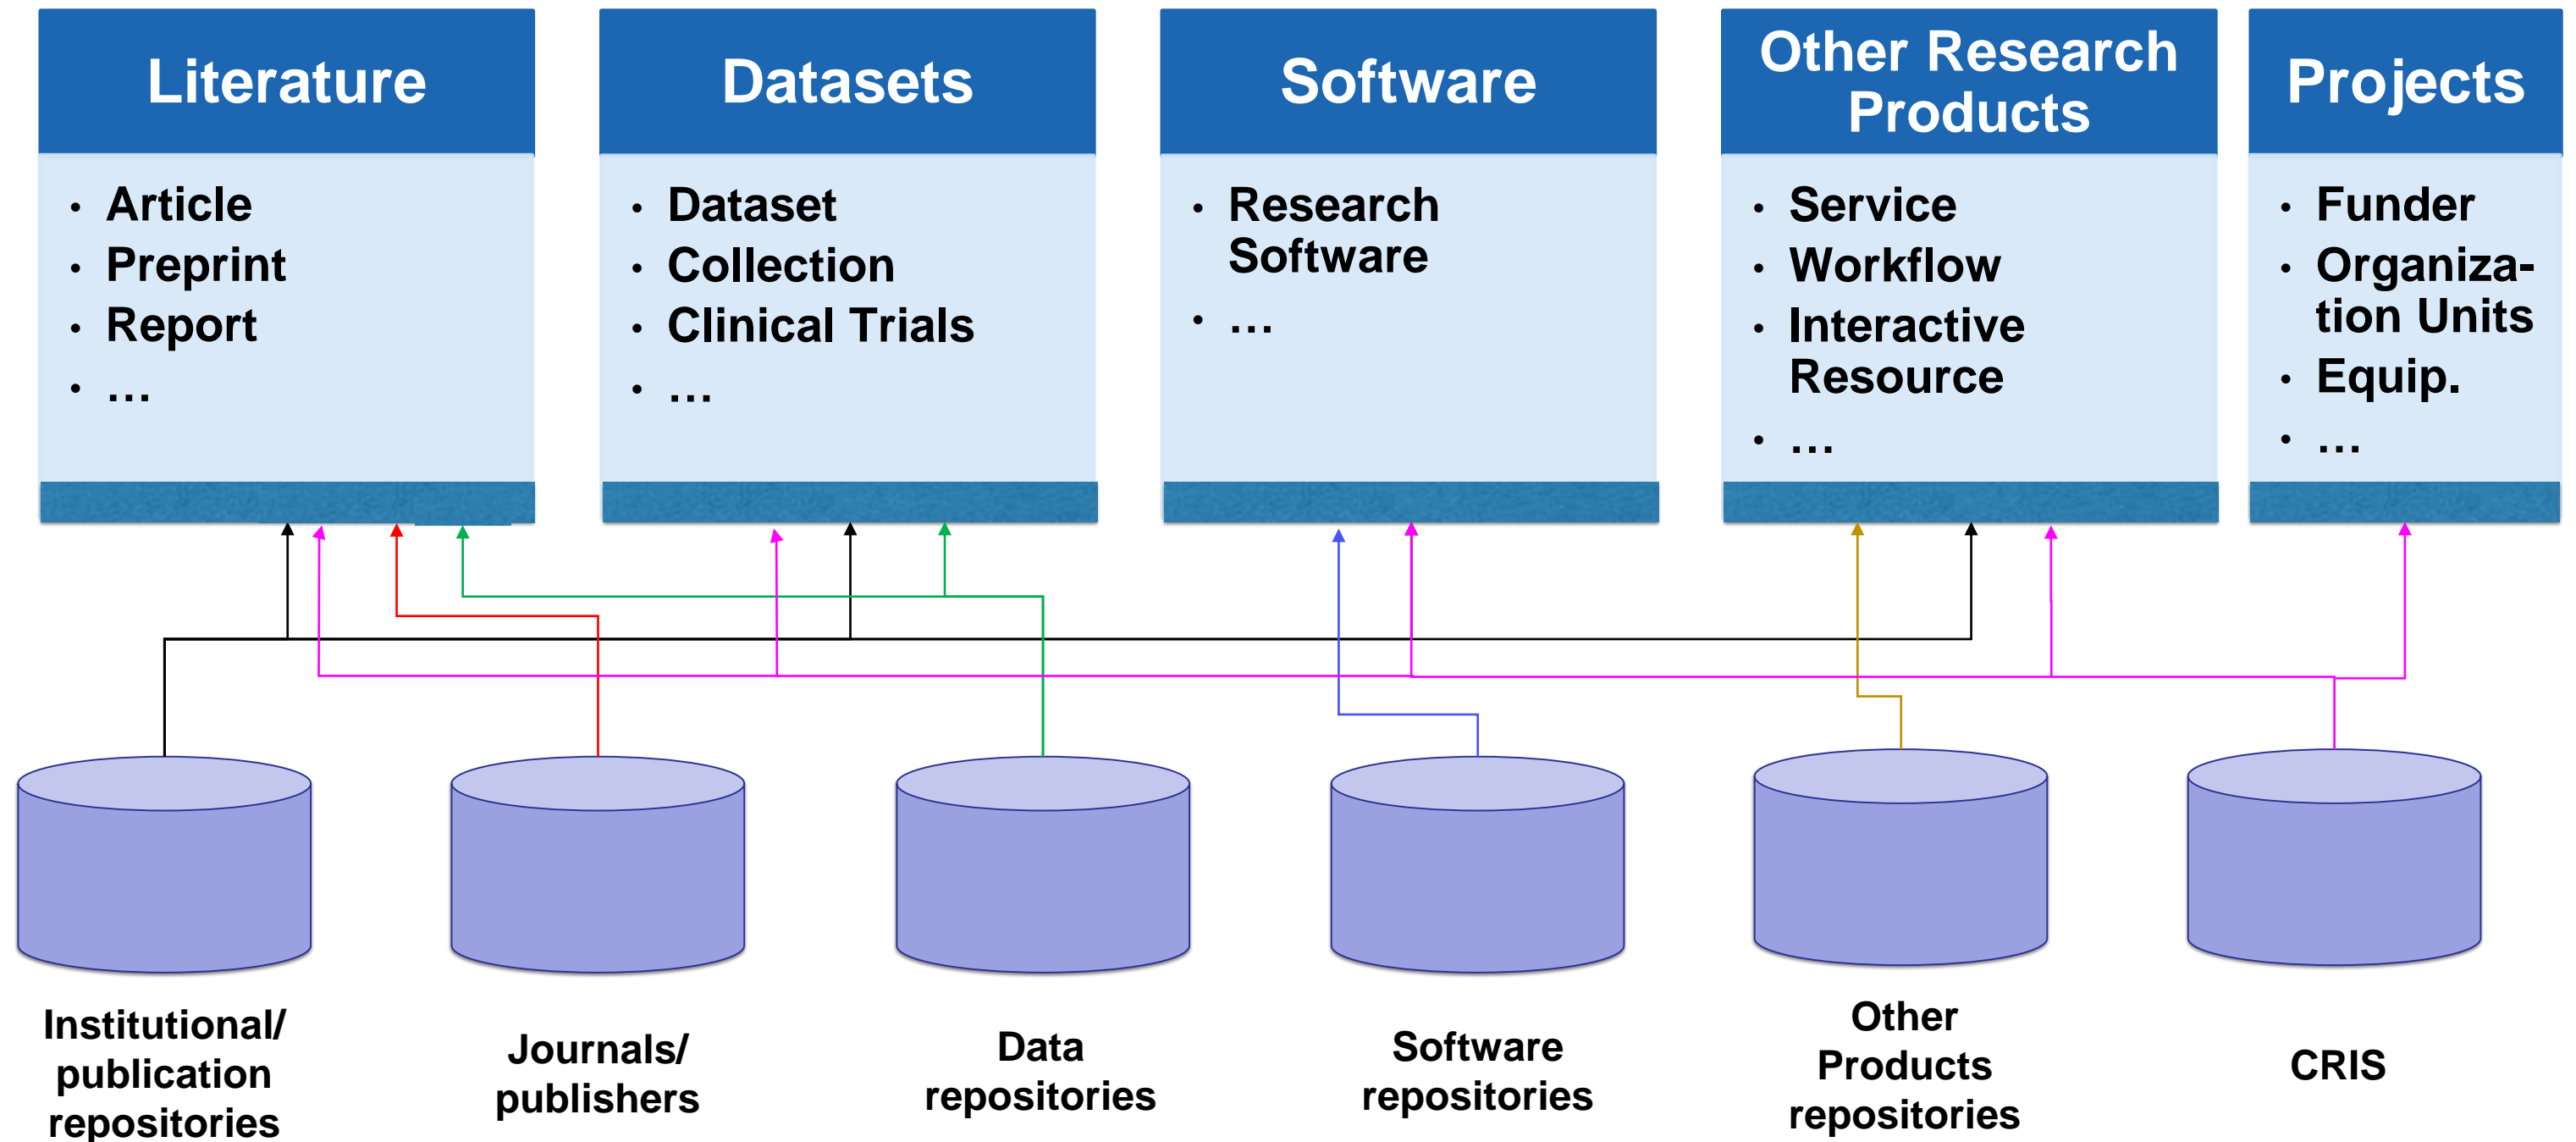 Literature
• Article
• Preprint
• Report
• …
Datasets
• Dataset
• Collection
• Clinical Trials
• …
Software
• Research
Software
• …
Other Research
Products
• Service
• Workflow
• Interactive
Resource
• …
Projects
• Funder
• Organiza-
tion Units
• Equip.
• …
Institutional/
publication
repositories
Journals/
publishers
Data
repositories
Software
repositories
Other
Products
repositories
CRIS